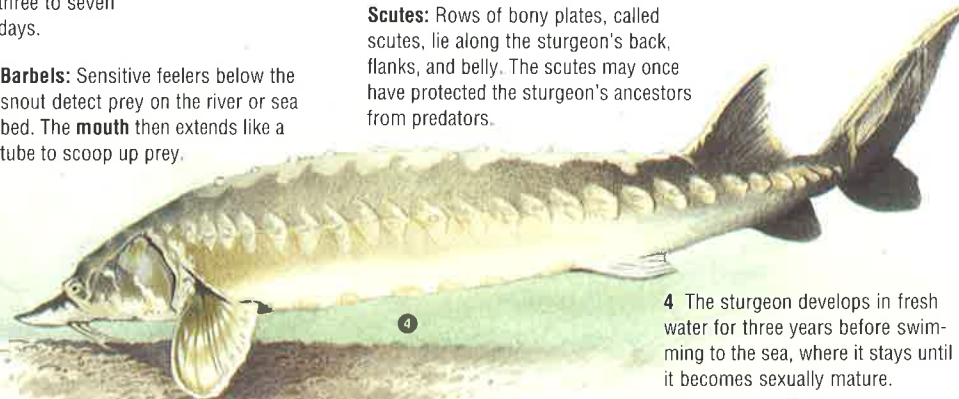 three to seven
days.
Barbels: Sensitive feelers below the
snout detect prey on the river or sea
bed. The mouth then extends like a
tube to scoop up prey.
Scutes: Rows of bony plates, called
scutes, lie along the sturgeon's back,
flanks, and belly. The scutes may once
have protected the sturgeon's ancestors
from predators.
4
4 The sturgeon develops in fresh
water for three years before swim-
ming to the sea, where it stays until
it becomes sexually mature.